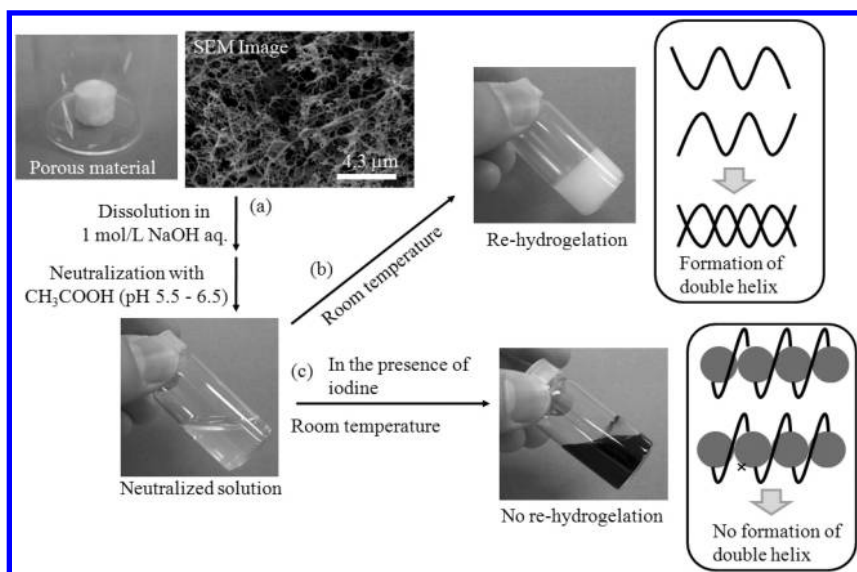 SEM Image
4.3 μm
Porous material
(a)
Dissolution in
1 mol/L NaOH aq.
Neutralization with
CH₃COOH (pH 5.5 - 6.5)
(b)
Room temperature
Re-hydrogelation
Formation of
double helix
(c)
In the presence of
iodine
Room temperature
Neutralized solution
No re-hydrogelation
×
No formation of
double helix